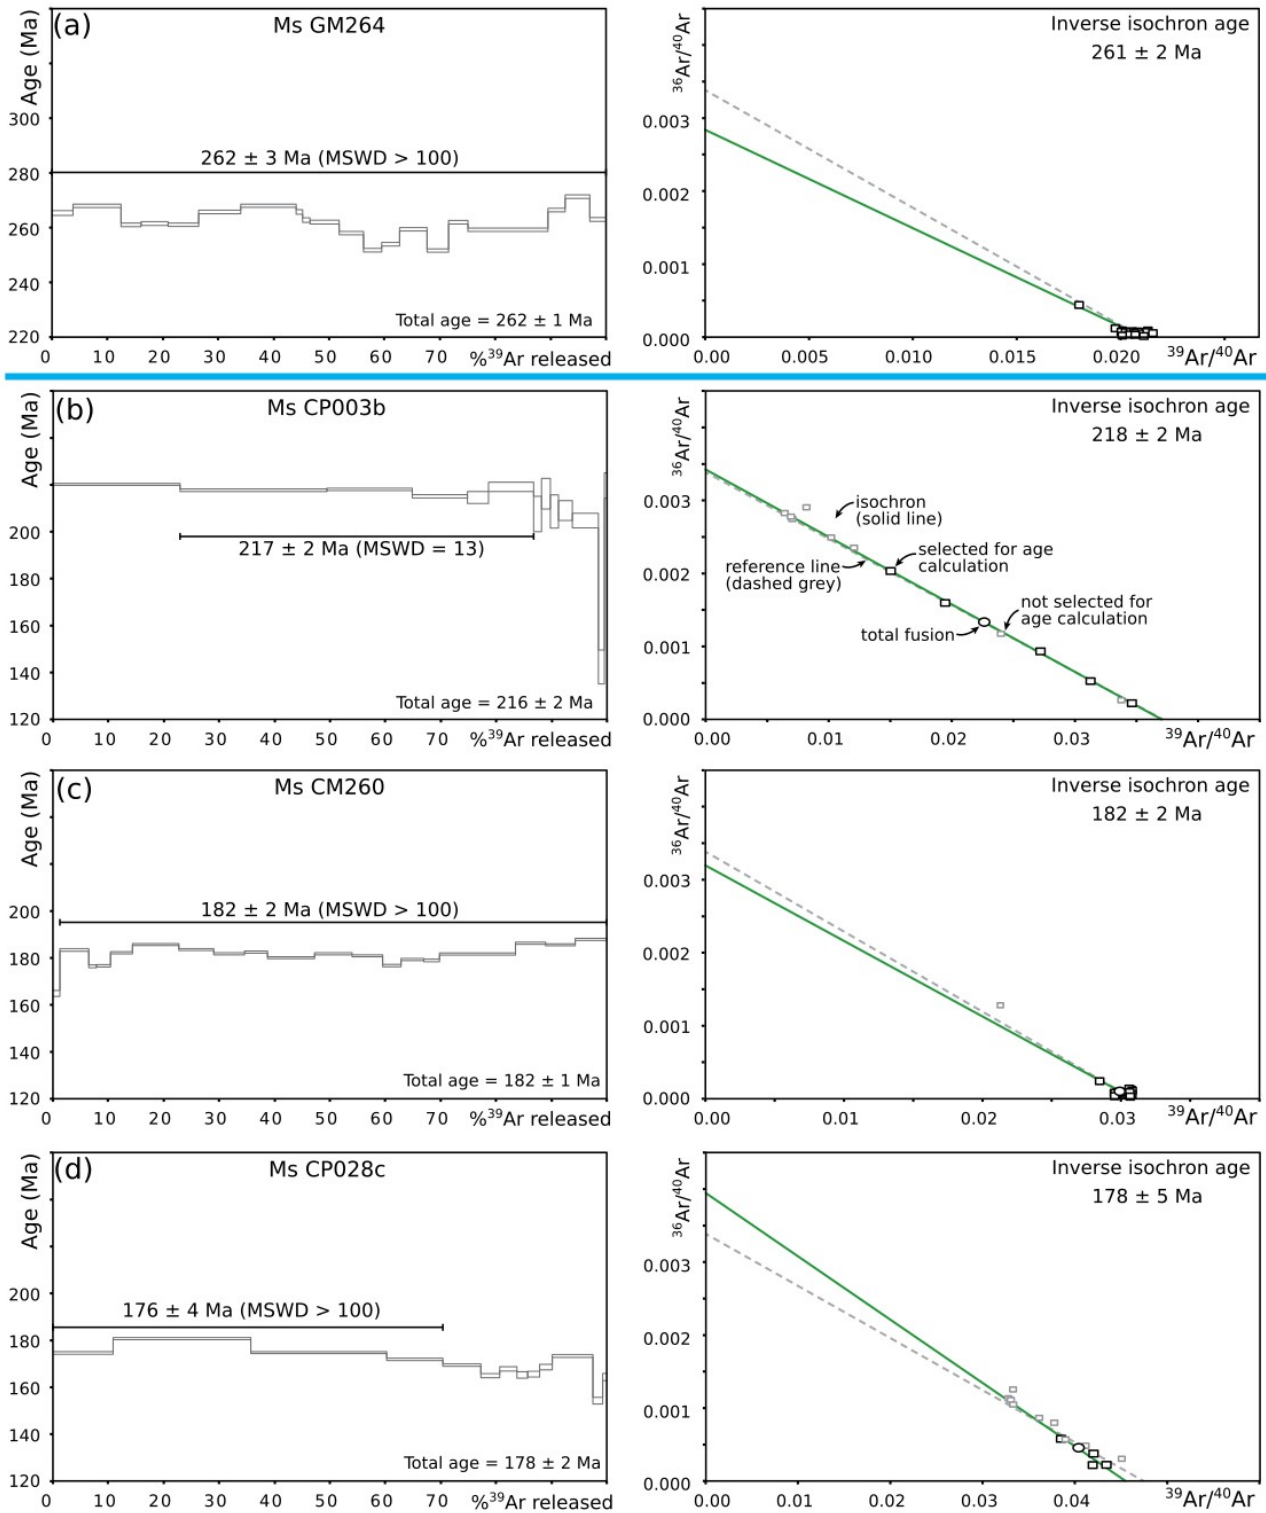 (a)
Ms GM264
Age (Ma)
300
280
260
240
220
262 ± 3 Ma (MSWD > 100)
Total age = 262 ± 1 Ma
0 10 20 30 40 50 60 70 %³⁹Ar released
Inverse isochron age
261 ± 2 Ma
³⁶Ar/⁴⁰Ar
0.003
0.002
0.001
0.000
0.00 0.005 0.010 0.015 0.020 ³⁹Ar/⁴⁰Ar
(b)
Ms CP003b
Age (Ma)
200
180
160
140
120
217 ± 2 Ma (MSWD = 13)
Total age = 216 ± 2 Ma
0 10 20 30 40 50 60 70 %³⁹Ar released
Inverse isochron age
218 ± 2 Ma
³⁶Ar/⁴⁰Ar
0.003
0.002
0.001
0.000
isochron
(solid line)
reference line
(dashed grey)
selected for age
calculation
not selected for
age calculation
total fusion
0.00 0.01 0.02 0.03 ³⁹Ar/⁴⁰Ar
(c)
Ms CM260
Age (Ma)
200
180
160
140
120
182 ± 2 Ma (MSWD > 100)
Total age = 182 ± 1 Ma
0 10 20 30 40 50 60 70 %³⁹Ar released
Inverse isochron age
182 ± 2 Ma
³⁶Ar/⁴⁰Ar
0.003
0.002
0.001
0.000
0.00 0.01 0.02 0.03 ³⁹Ar/⁴⁰Ar
(d)
Ms CP028c
Age (Ma)
200
180
160
140
120
176 ± 4 Ma (MSWD > 100)
Total age = 178 ± 2 Ma
0 10 20 30 40 50 60 70 %³⁹Ar released
Inverse isochron age
178 ± 5 Ma
³⁶Ar/⁴⁰Ar
0.003
0.002
0.001
0.000
0.00 0.01 0.02 0.03 0.04 ³⁹Ar/⁴⁰Ar